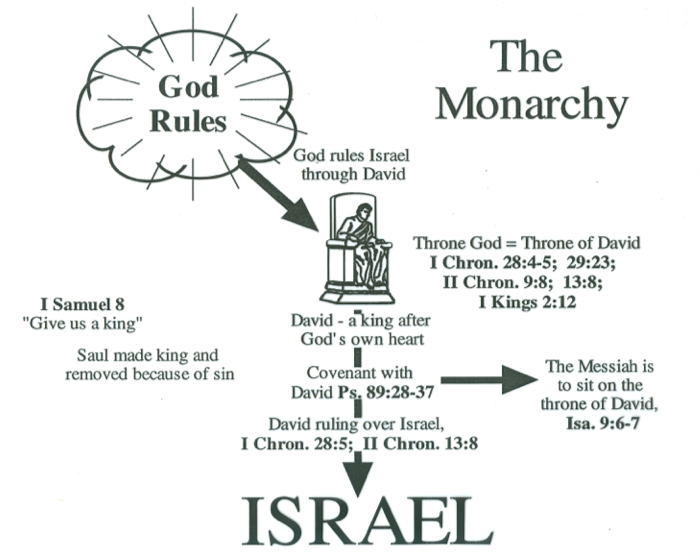 God
Rules
The
Monarchy
God rules Israel
through David
Throne God = Throne of David
I Chron. 28:4-5; 29:23;
II Chron. 9:8; 13:8;
I Kings 2:12
I Samuel 8
"Give us a king"
Saul made king and
removed because of sin
David - a king after
God's own heart
Covenant with
David Ps. 89:28-37
The Messiah is
to sit on the
throne of David,
Isa. 9:6-7
David ruling over Israel,
I Chron. 28:5; II Chron. 13:8
ISRAEL